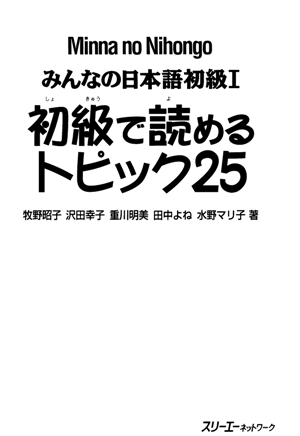 Minna no Nihongo
みんなの日本語初級I
しょ きゅう よ
初級で読める
トピック25
牧野昭子 沢田幸子 重川明美 田中よね 水野マリ子 著
スリーエーネットワーク